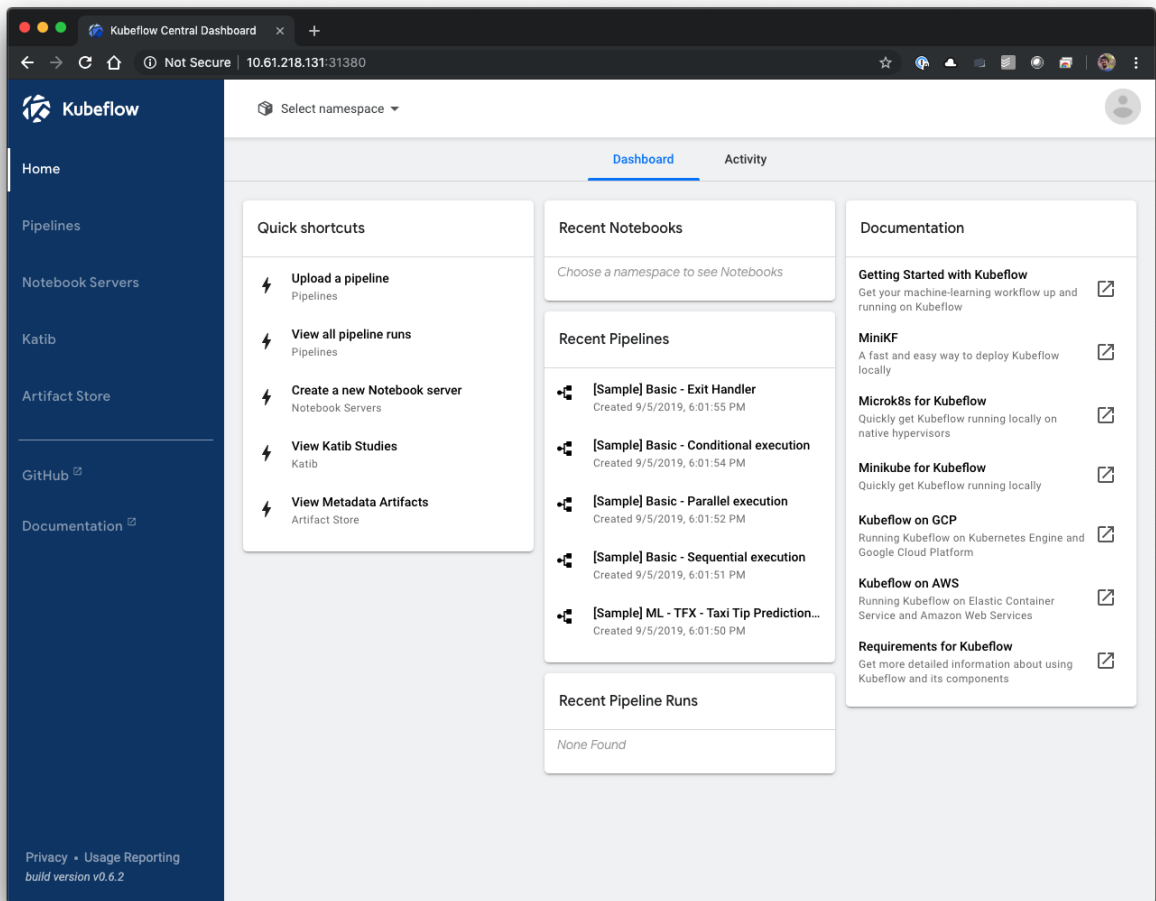 Kubeflow Central Dashboard
Not Secure | 10.61.218.131:31380
Kubeflow
Select namespace
Home
Pipelines
Notebook Servers
Katib
Artifact Store
GitHub
Documentation
Privacy • Usage Reporting
build version v0.6.2
Dashboard
Activity
Quick shortcuts
Upload a pipeline
Pipelines
View all pipeline runs
Pipelines
Create a new Notebook server
Notebook Servers
View Katib Studies
Katib
View Metadata Artifacts
Artifact Store
Recent Notebooks
Choose a namespace to see Notebooks
Recent Pipelines
[Sample] Basic - Exit Handler
Created 9/5/2019, 6:01:55 PM
[Sample] Basic - Conditional execution
Created 9/5/2019, 6:01:54 PM
[Sample] Basic - Parallel execution
Created 9/5/2019, 6:01:52 PM
[Sample] Basic - Sequential execution
Created 9/5/2019, 6:01:51 PM
[Sample] ML - TFX - Taxi Tip Prediction...
Created 9/5/2019, 6:01:50 PM
Recent Pipeline Runs
None Found
Documentation
Getting Started with Kubeflow
Get your machine-learning workflow up and
running on Kubeflow
MiniKF
A fast and easy way to deploy Kubeflow
locally
Microk8s for Kubeflow
Quickly get Kubeflow running locally on
native hypervisors
Minikube for Kubeflow
Quickly get Kubeflow running locally
Kubeflow on GCP
Running Kubeflow on Kubernetes Engine and
Google Cloud Platform
Kubeflow on AWS
Running Kubeflow on Elastic Container
Service and Amazon Web Services
Requirements for Kubeflow
Get more detailed information about using
Kubeflow and its components